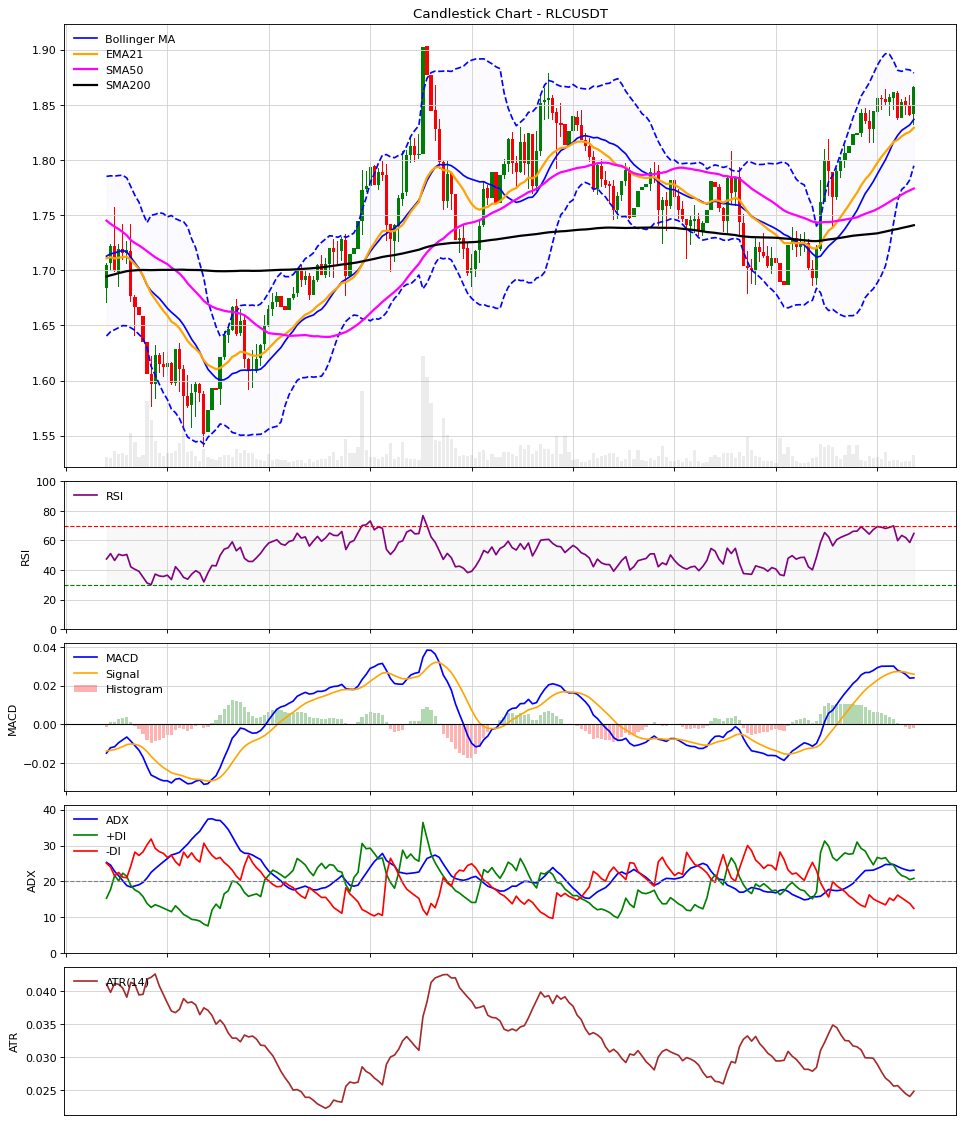 Candlestick Chart - RLCUSDT
Bollinger MA
EMA21
SMA50
SMA200
1.90
1.85
1.80
1.75
1.70
1.65
1.60
1.55
RSI
RSI
100
80
60
40
20
0
MACD
Signal
Histogram
MACD
0.04
0.02
0.00
−0.02
ADX
+DI
-DI
ADX
40
30
20
10
0
ATR(14)
ATR
0.040
0.035
0.030
0.025